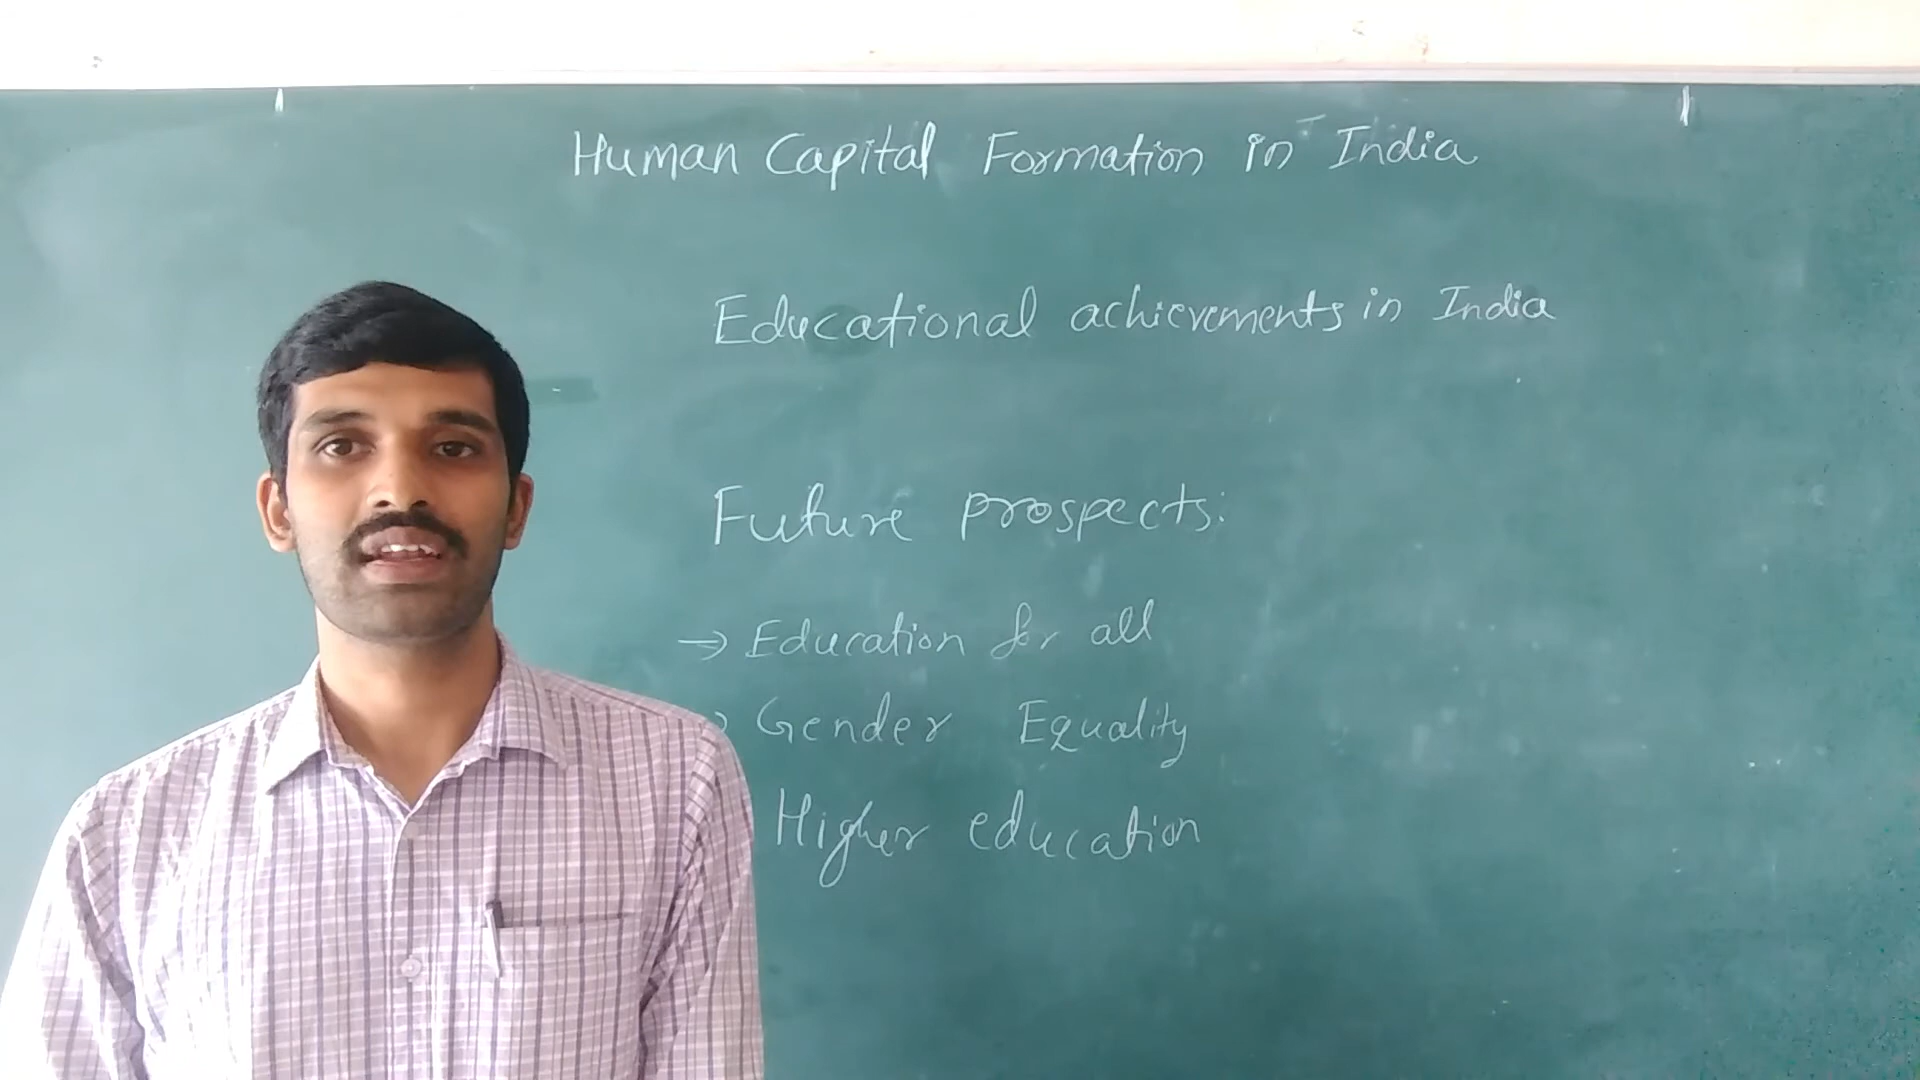 Human Capital Formation in India
Educational achievements in India
Future prospects:
→ Education for all
Gender Equality
Higher education